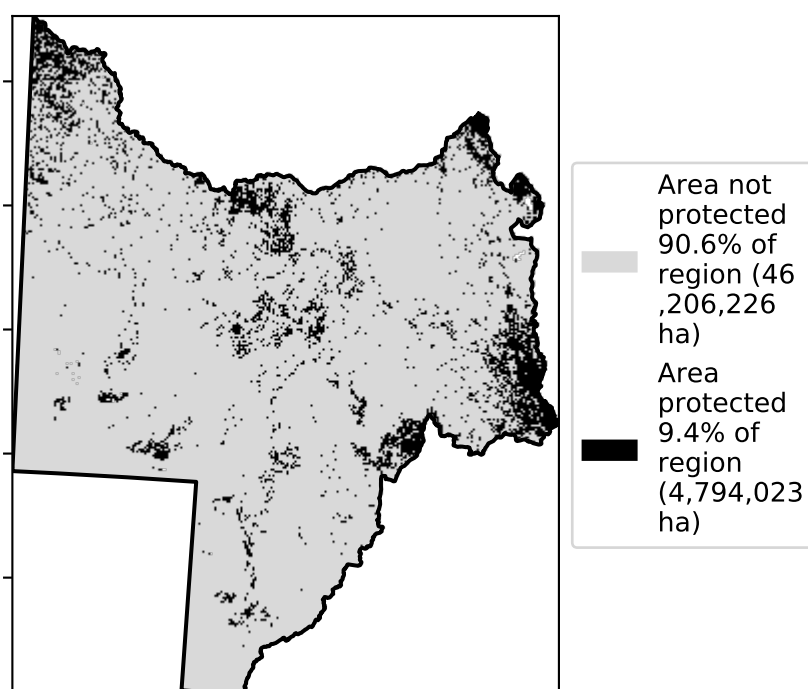 Area not
protected
90.6% of
region (46
,206,226
ha)
Area
protected
9.4% of
region
(4,794,023
ha)